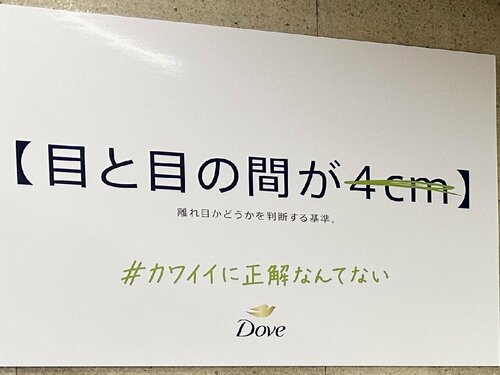 【目と目の間が4cm】
離れ目かどうかを判断する基準。
#カワイイに正解なんてない
Dove